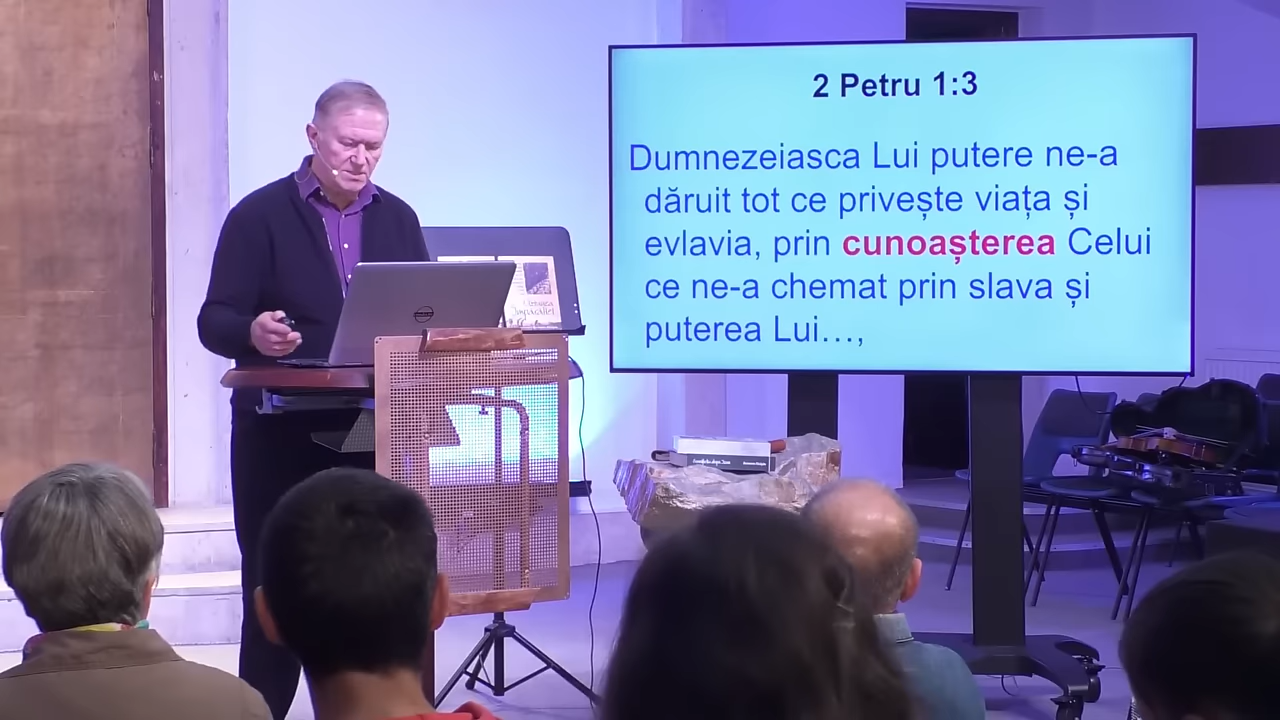 2 Petru 1:3
Dumnezeiasca Lui putere ne-a
dăruit tot ce privește viața și
evlavia, prin cunoașterea Celui
ce ne-a chemat prin slava și
puterea Lui…,